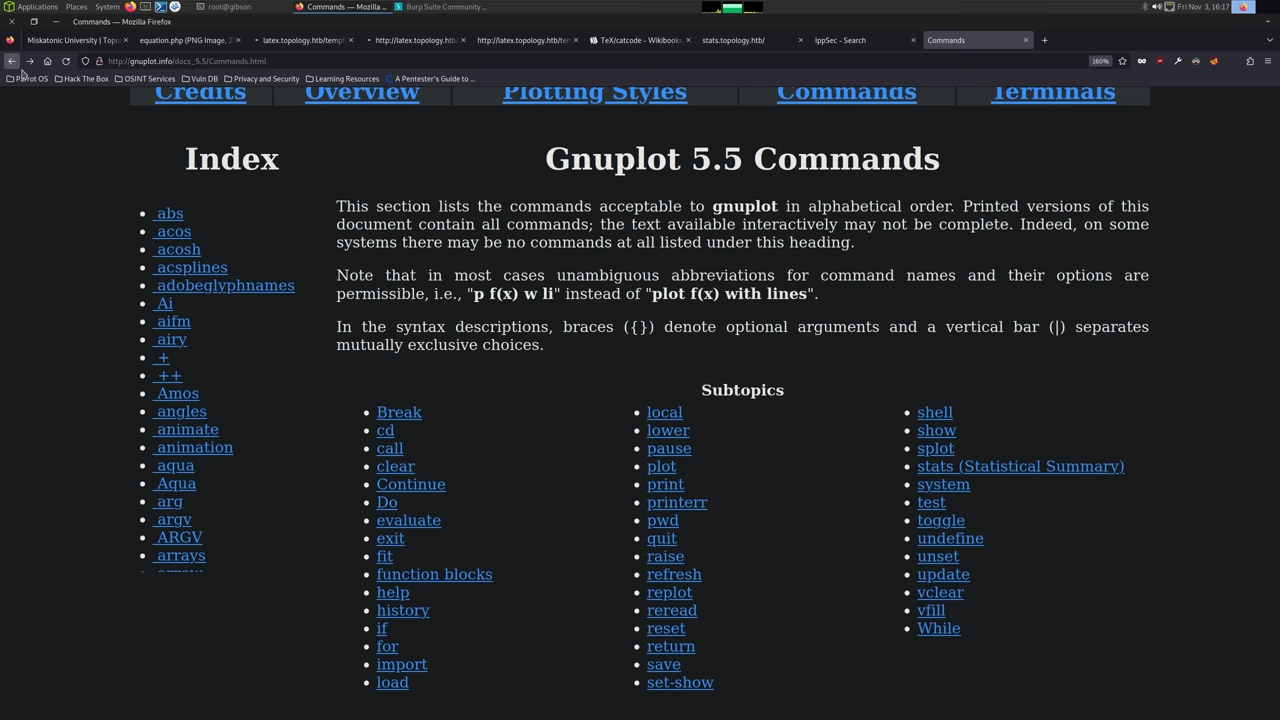 Applications Places System root@gibson Commands — Mozilla ... Burp Suite Community ... Fri Nov 3, 16:17
Commands — Mozilla Firefox
Miskatonic University | Topo equation.php (PNG Image, 2 latex.topology.htb/tempf http://latex.topology.htb/ http://latex.topology.htb/ten TeX/catcode - Wikibooks stats.topology.htb/ IppSec - Search Commands
http://gnuplot.info/docs_5.5/Commands.html 160%
Parrot OS Hack The Box OSINT Services Vuln DB Privacy and Security Learning Resources A Pentester's Guide to ...
Credits Overview Plotting Styles Commands Terminals
Index
abs
acos
acosh
acsplines
adobeglyphnames
Ai
aifm
airy
+
++
Amos
angles
animate
animation
aqua
Aqua
arg
argv
ARGV
arrays
Gnuplot 5.5 Commands
This section lists the commands acceptable to gnuplot in alphabetical order. Printed versions of this
document contain all commands; the text available interactively may not be complete. Indeed, on some
systems there may be no commands at all listed under this heading.
Note that in most cases unambiguous abbreviations for command names and their options are
permissible, i.e., "p f(x) w li" instead of "plot f(x) with lines".
In the syntax descriptions, braces ({}) denote optional arguments and a vertical bar (|) separates
mutually exclusive choices.
Subtopics
Break
cd
call
clear
Continue
Do
evaluate
exit
fit
function blocks
help
history
if
for
import
load
local
lower
pause
plot
print
printerr
pwd
quit
raise
refresh
replot
reread
reset
return
save
set-show
shell
show
splot
stats (Statistical Summary)
system
test
toggle
undefine
unset
update
vclear
vfill
While